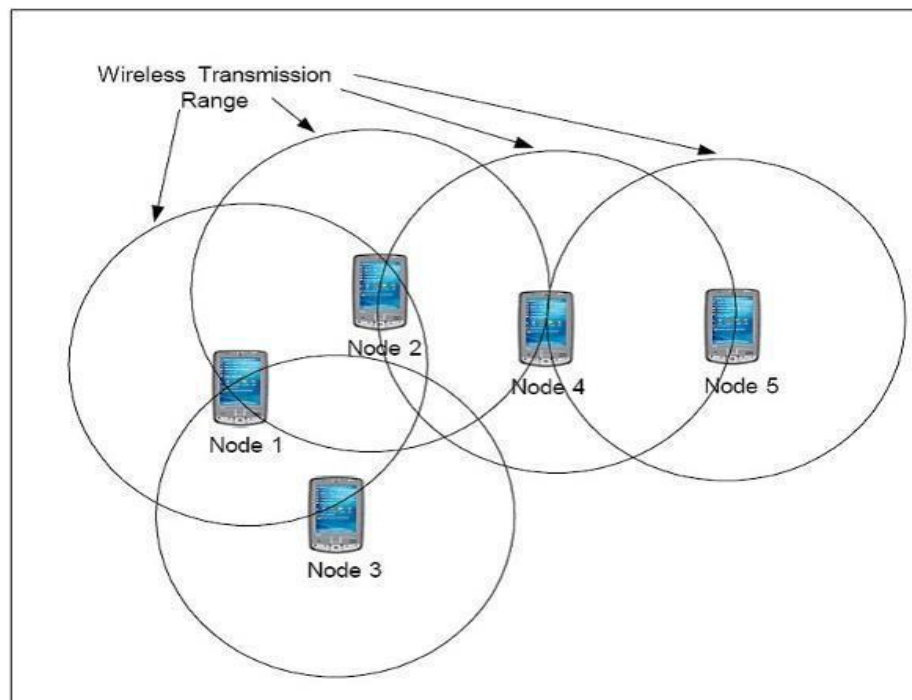 Wireless Transmission
Range
Node 2
Node 4
Node 5
Node 1
Node 3